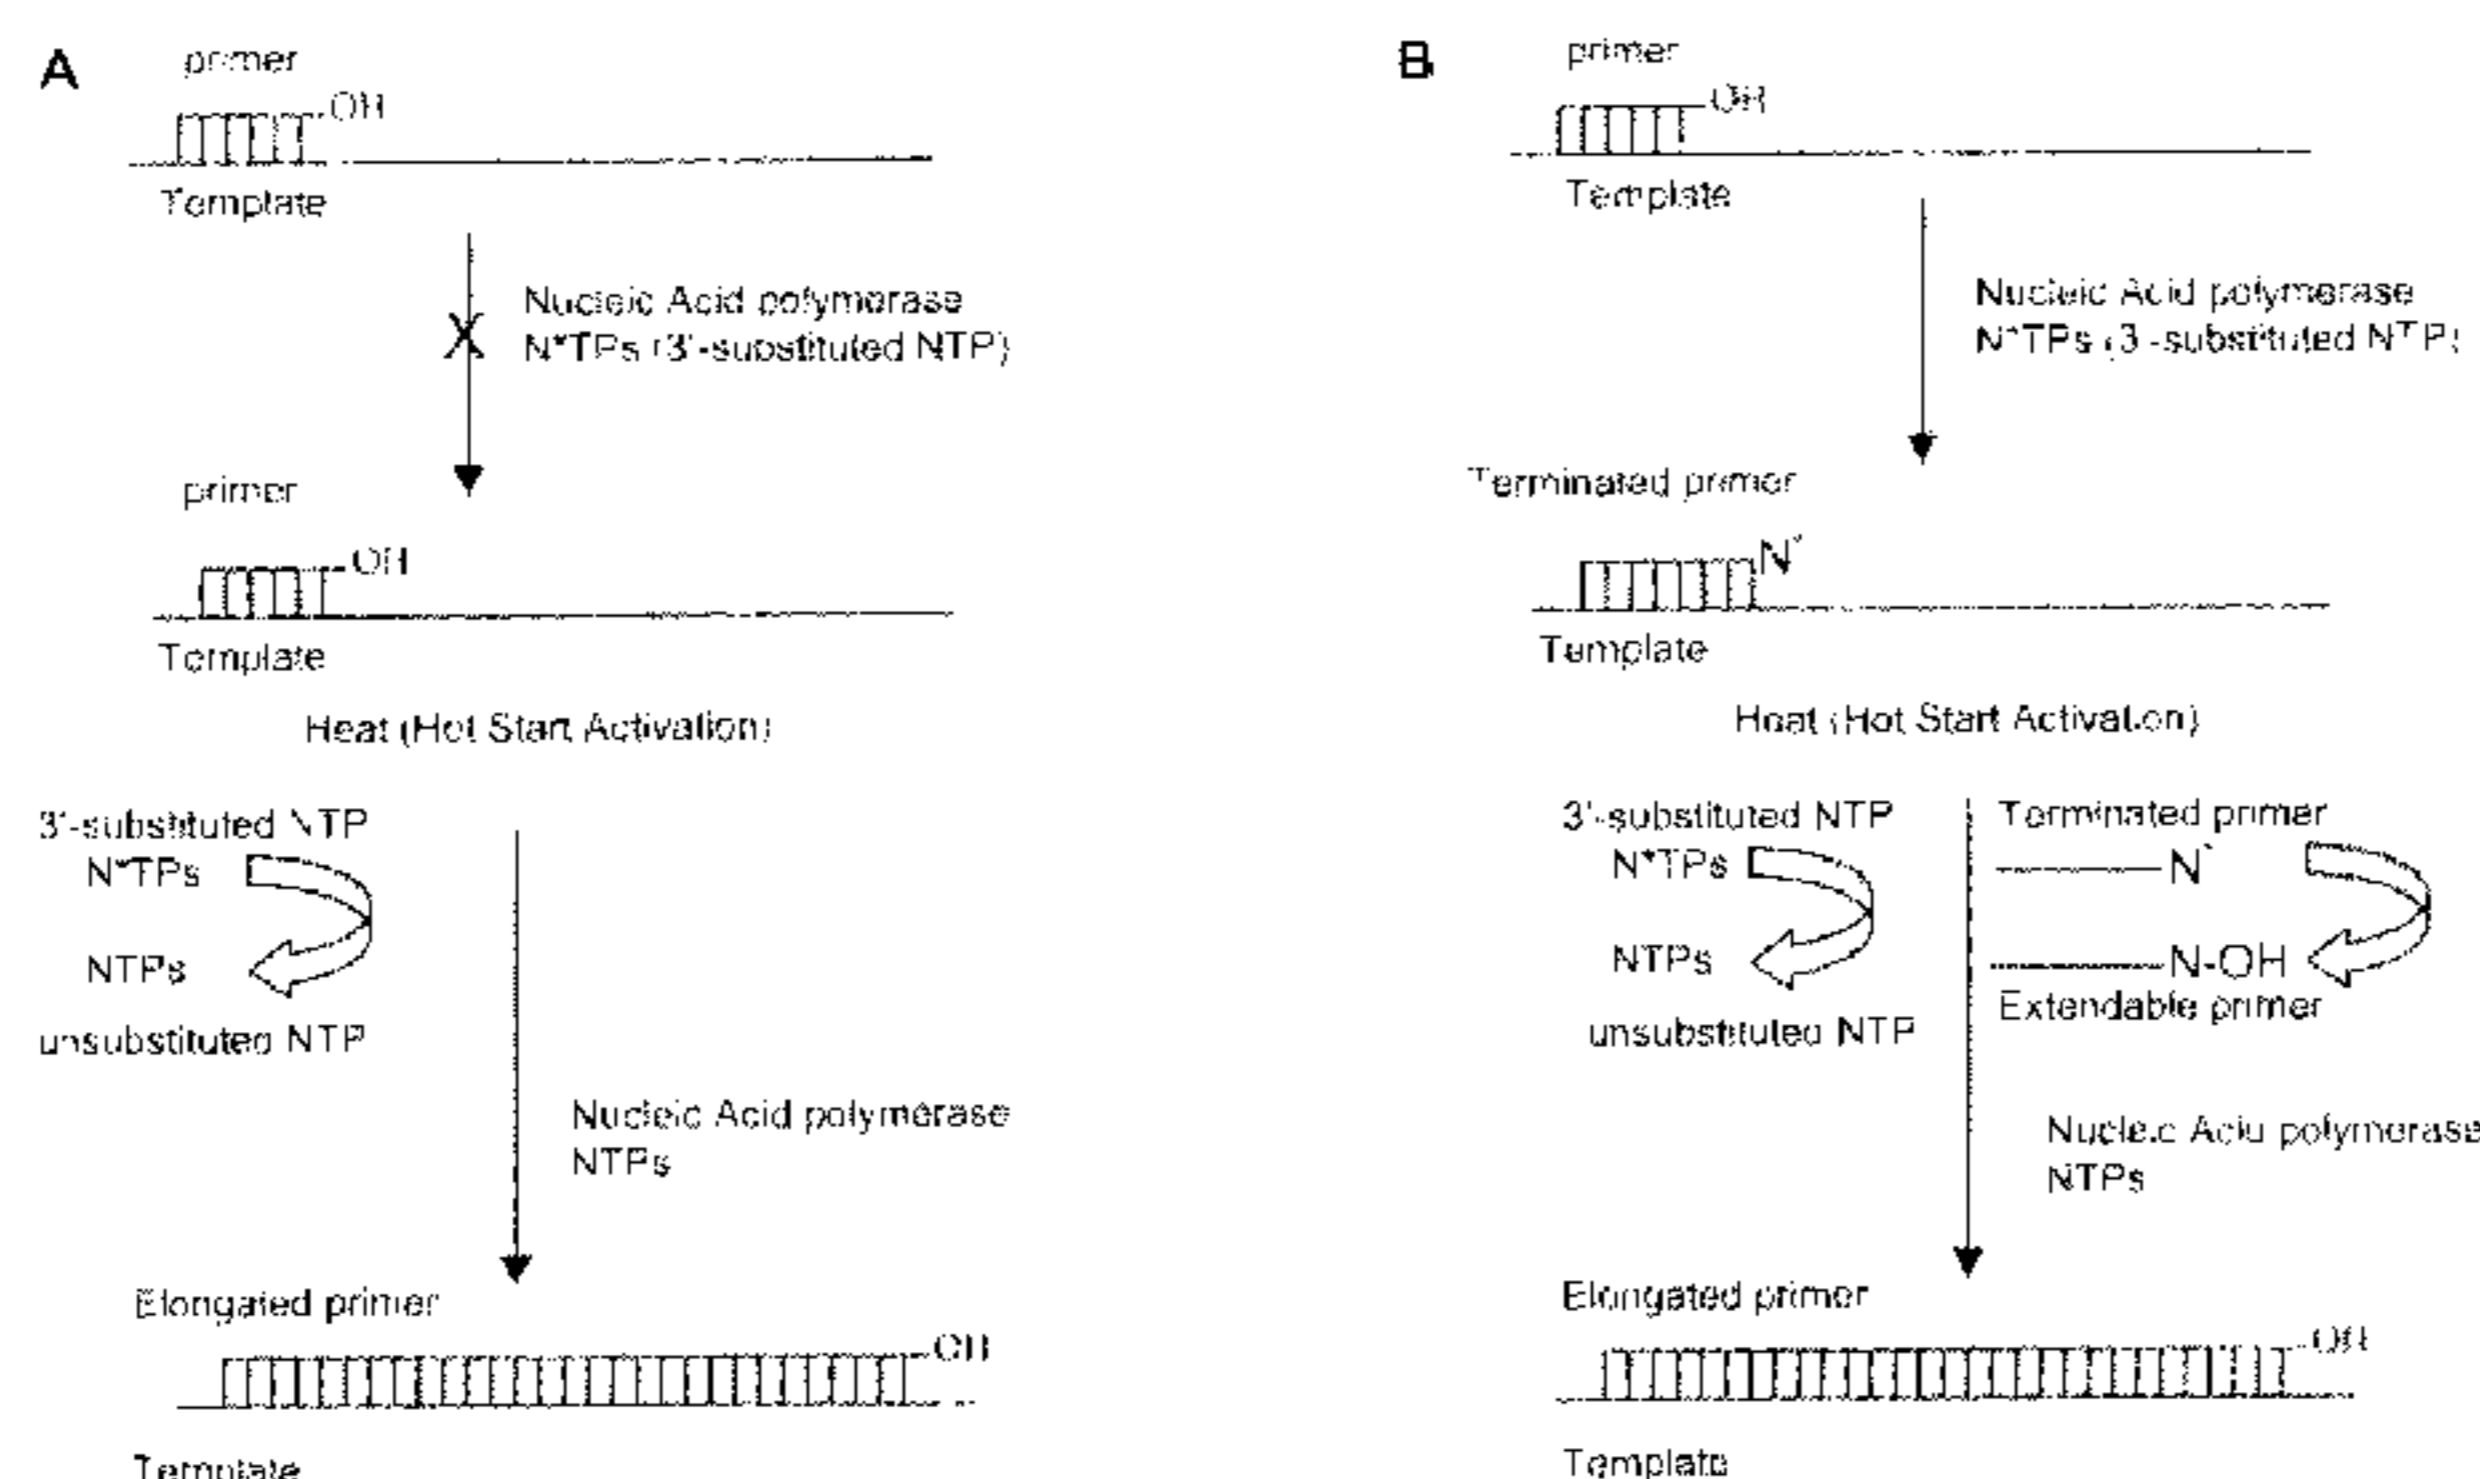 A
primer
OH
Template
Nucleic Acid polymerase
N*TPs (3'-substituted NTP)
primer
OH
Template
Heat (Hot Start Activation)
3'-substituted NTP
N*TPs
NTPs
unsubstituted NTP
Nucleic Acid polymerase
NTPs
Elongated primer
OH
Template
B
primer
OH
Template
Nucleic Acid polymerase
N*TPs (3'-substituted NTP)
Terminated primer
N*
Template
Heat (Hot Start Activation)
3'-substituted NTP
N*TPs
NTPs
unsubstituted NTP
Terminated primer
N*
N-OH
Extendable primer
Nucleic Acid polymerase
NTPs
Elongated primer
OH
Template